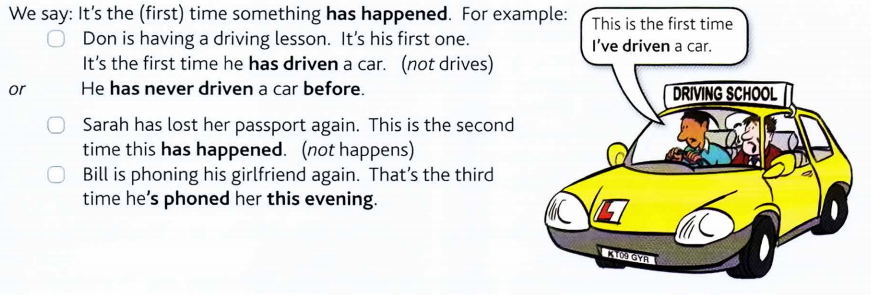 We say: It's the (first) time something has happened. For example:
Don is having a driving lesson. It's his first one.
It's the first time he has driven a car. (not drives)
or He has never driven a car before.
Sarah has lost her passport again. This is the second
time this has happened. (not happens)
Bill is phoning his girlfriend again. That's the third
time he's phoned her this evening.
This is the first time
I've driven a car.
DRIVING SCHOOL
L
KT09 GYR